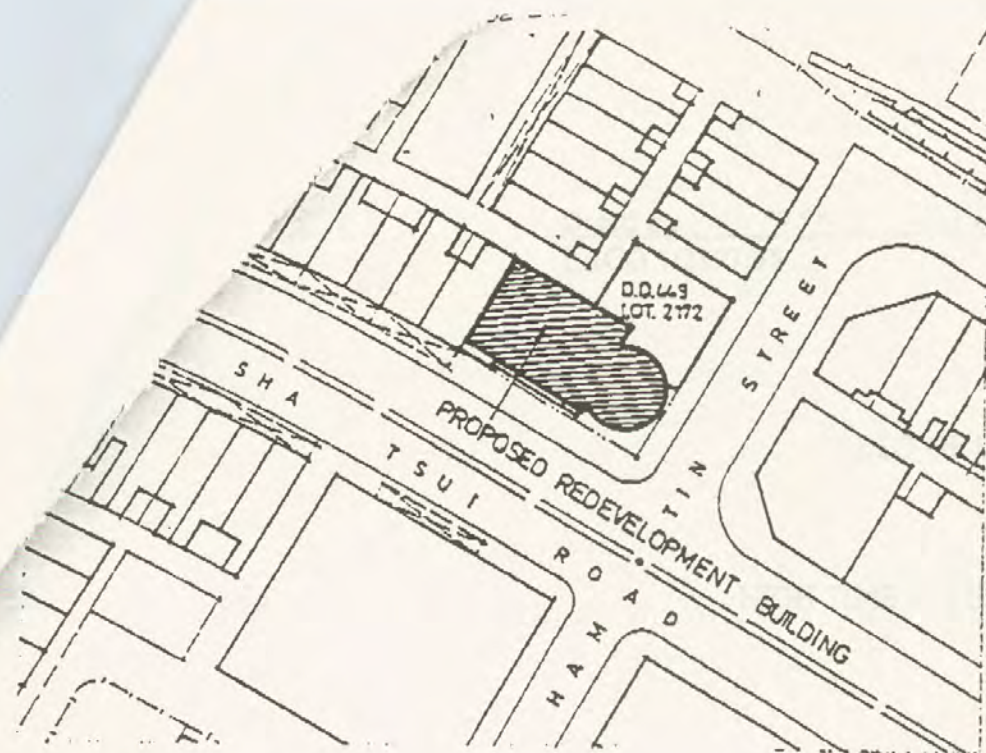 D.D. 449
LOT. 2172
SHA TSUI ROAD
PROPOSED REDEVELOPMENT BUILDING
HAM TIN STREET